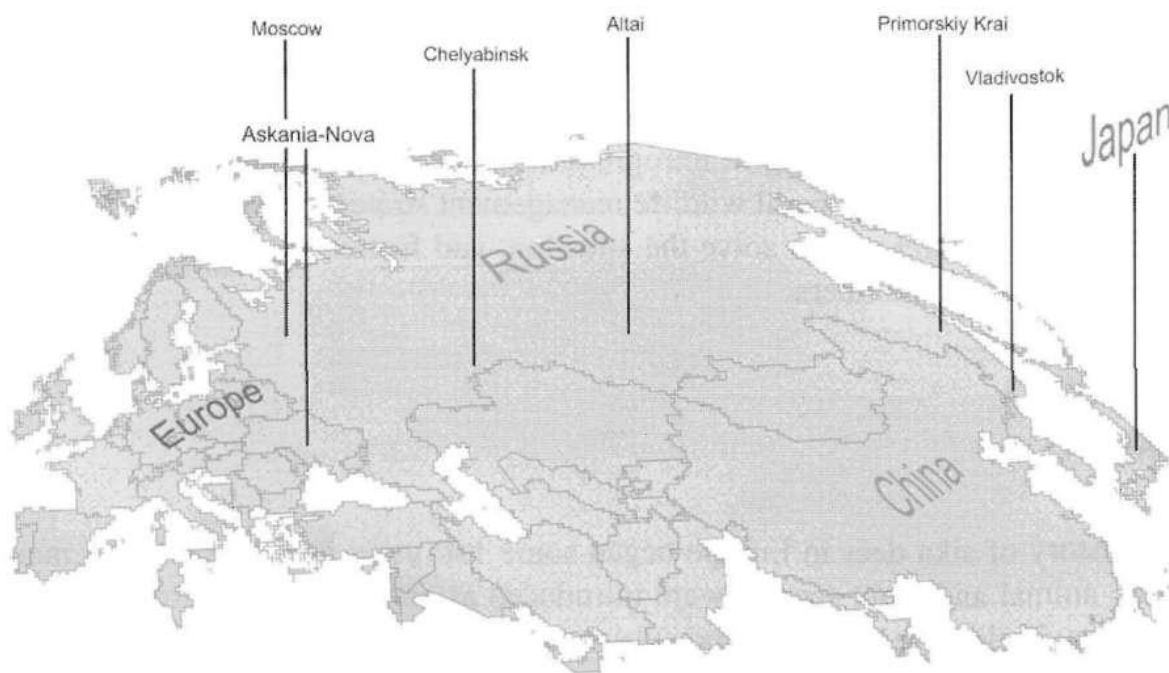 Moscow
Altai
Primorskiy Krai
Chelyabinsk
Vladivostok
Japan
Askania-Nova
Russia
Europe
China